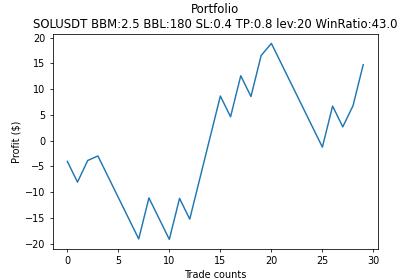 Portfolio
SOLUSDT BBM:2.5 BBL:180 SL:0.4 TP:0.8 lev:20 WinRatio:43.0
20
15
10
5
0
−5
−10
−15
−20
Profit ($)
0 5 10 15 20 25 30
Trade counts